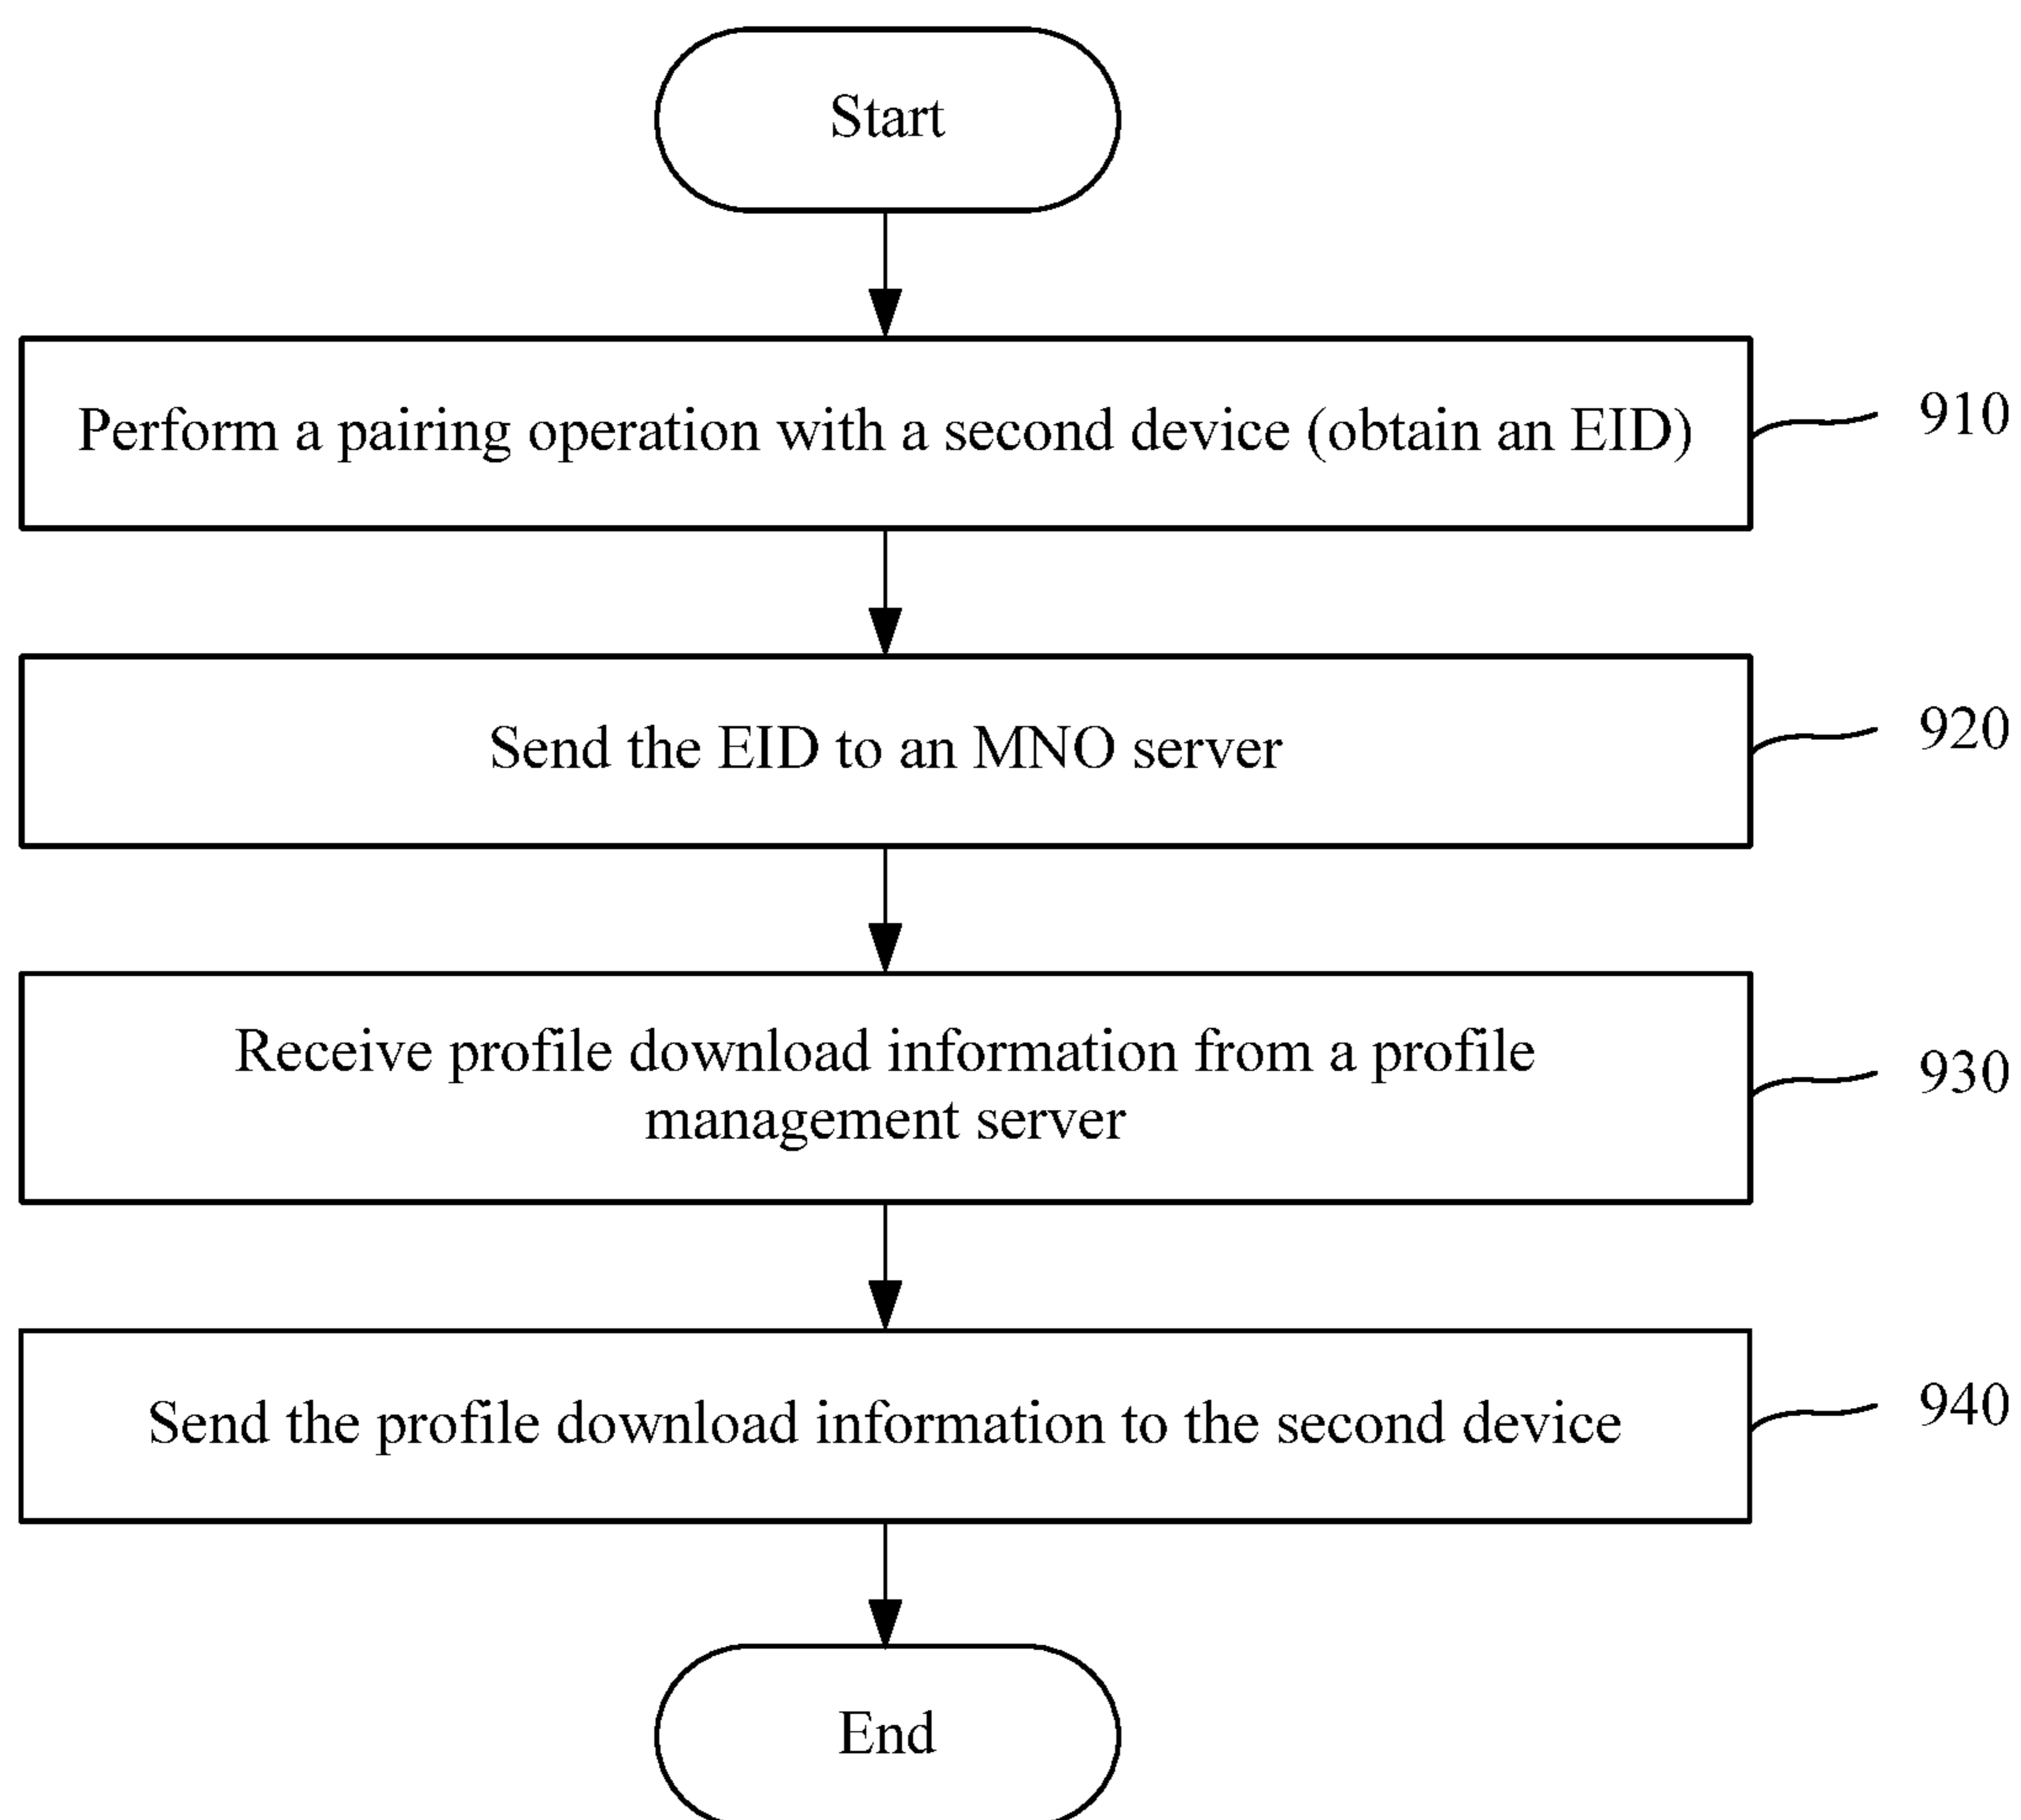 Start
Perform a pairing operation with a second device (obtain an EID)
910
Send the EID to an MNO server
920
Receive profile download information from a profile
management server
930
Send the profile download information to the second device
940
End